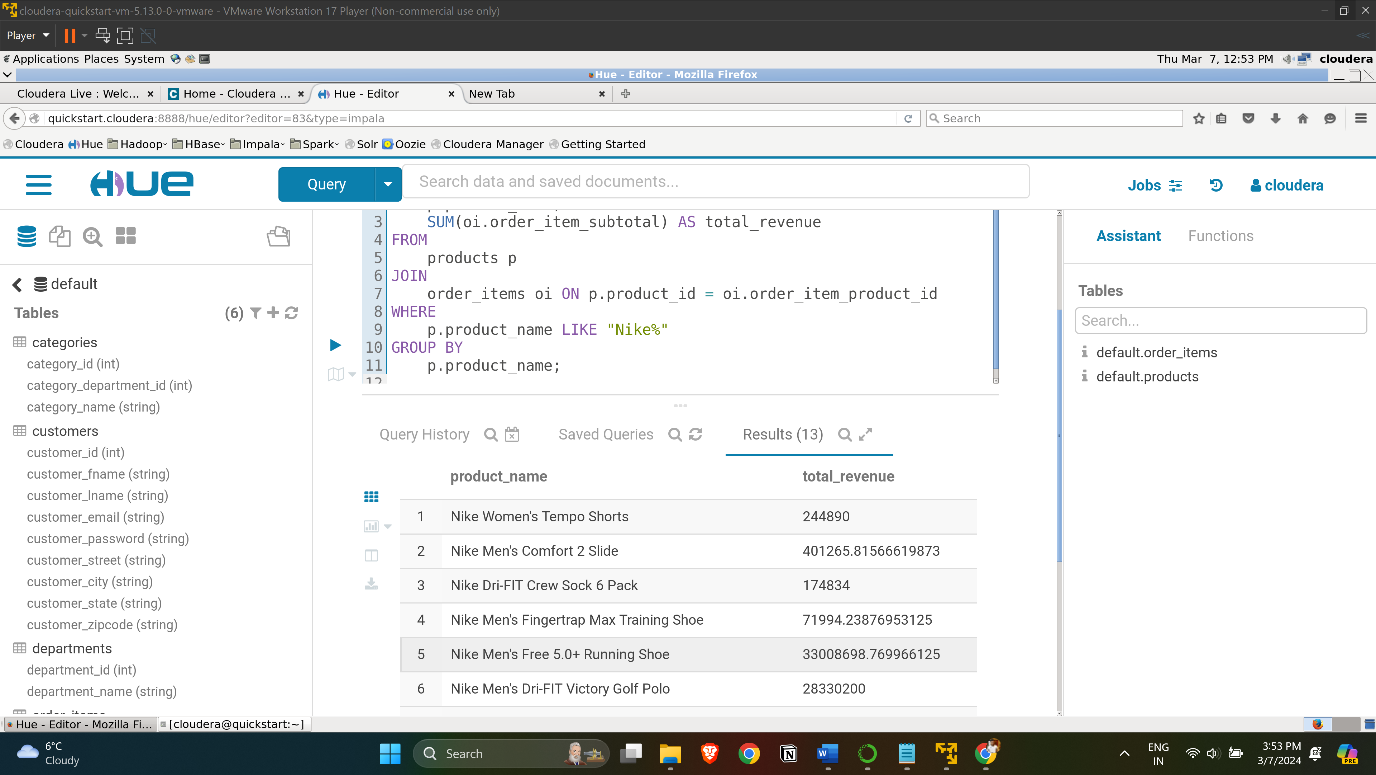 cloudera-quickstart-vm-5.13.0-0-vmware - VMware Workstation 17 Player (Non-commercial use only)
Player
Applications Places System
Thu Mar 7, 12:53 PM
cloudera
Hue - Editor - Mozilla Firefox
Cloudera Live : Welc...
Home - Cloudera ...
Hue - Editor
New Tab
quickstart.cloudera:8888/hue/editor?editor=83&type=impala
Search
Cloudera Hue Hadoop HBase Impala Spark Solr Oozie Cloudera Manager Getting Started
HUE
Query
Search data and saved documents...
Jobs
cloudera
default
Tables (6)
categories
category_id (int)
category_department_id (int)
category_name (string)
customers
customer_id (int)
customer_fname (string)
customer_lname (string)
customer_email (string)
customer_password (string)
customer_street (string)
customer_city (string)
customer_state (string)
customer_zipcode (string)
departments
department_id (int)
department_name (string)
3 SUM(oi.order_item_subtotal) AS total_revenue
4 FROM
5 products p
6 JOIN
7 order_items oi ON p.product_id = oi.order_item_product_id
8 WHERE
9 p.product_name LIKE "Nike%"
10 GROUP BY
11 p.product_name;
12
Query History
Saved Queries
Results (13)
product_name total_revenue
1 Nike Women's Tempo Shorts 244890
2 Nike Men's Comfort 2 Slide 401265.81566619873
3 Nike Dri-FIT Crew Sock 6 Pack 174834
4 Nike Men's Fingertrap Max Training Shoe 71994.23876953125
5 Nike Men's Free 5.0+ Running Shoe 33008698.769966125
6 Nike Men's Dri-FIT Victory Golf Polo 28330200
Assistant
Functions
Tables
Search...
default.order_items
default.products
Hue - Editor - Mozilla Fi...
[cloudera@quickstart:~]
6°C
Cloudy
Search
ENG
IN
3:53 PM
3/7/2024
PRE